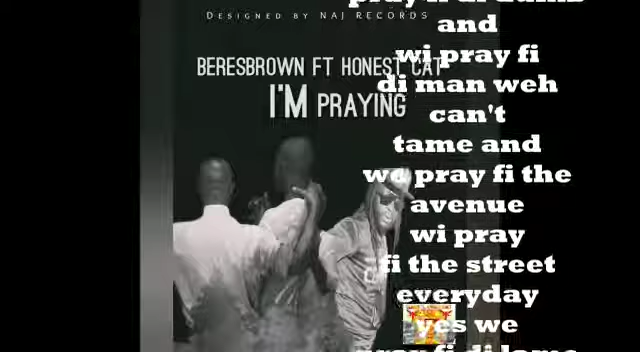 DESIGNED BY NAJ RECORDS
BERESBROWN FT HONEST CAT
I'M PRAYING
and
wi pray fi
di man weh
can't
tame and
we pray fi the
avenue
wi pray
fi the street
everyday
yes we